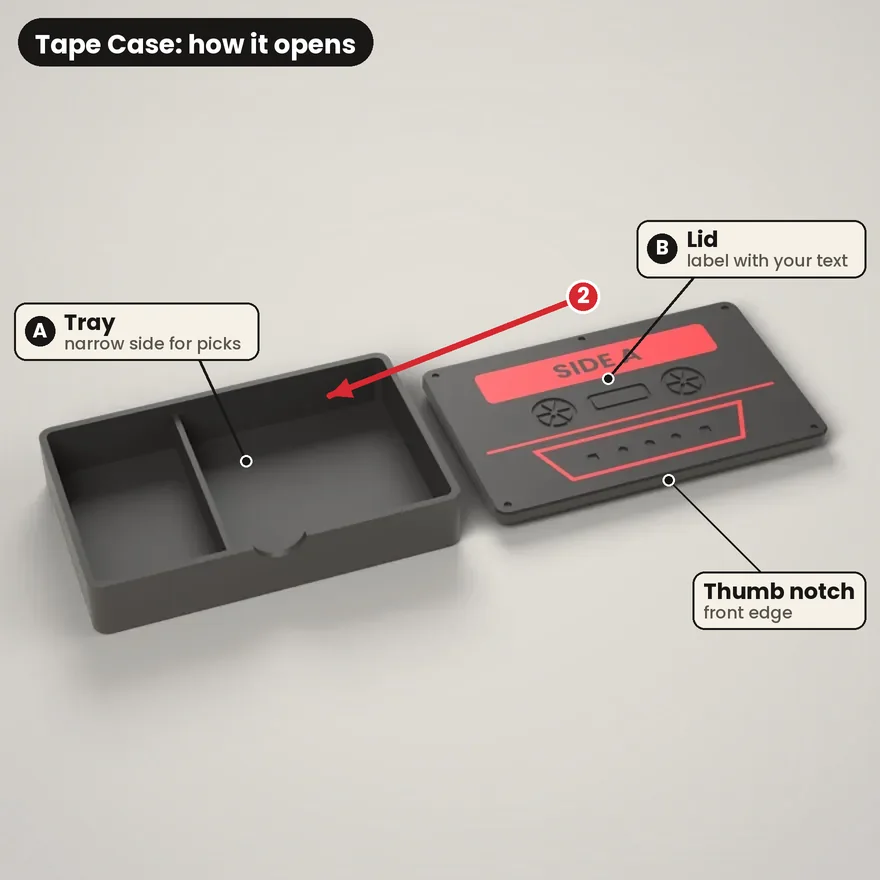 Tape Case: how it opens
B
Lid
label with your text
2
A
Tray
narrow side for picks
SIDE A
Thumb notch
front edge